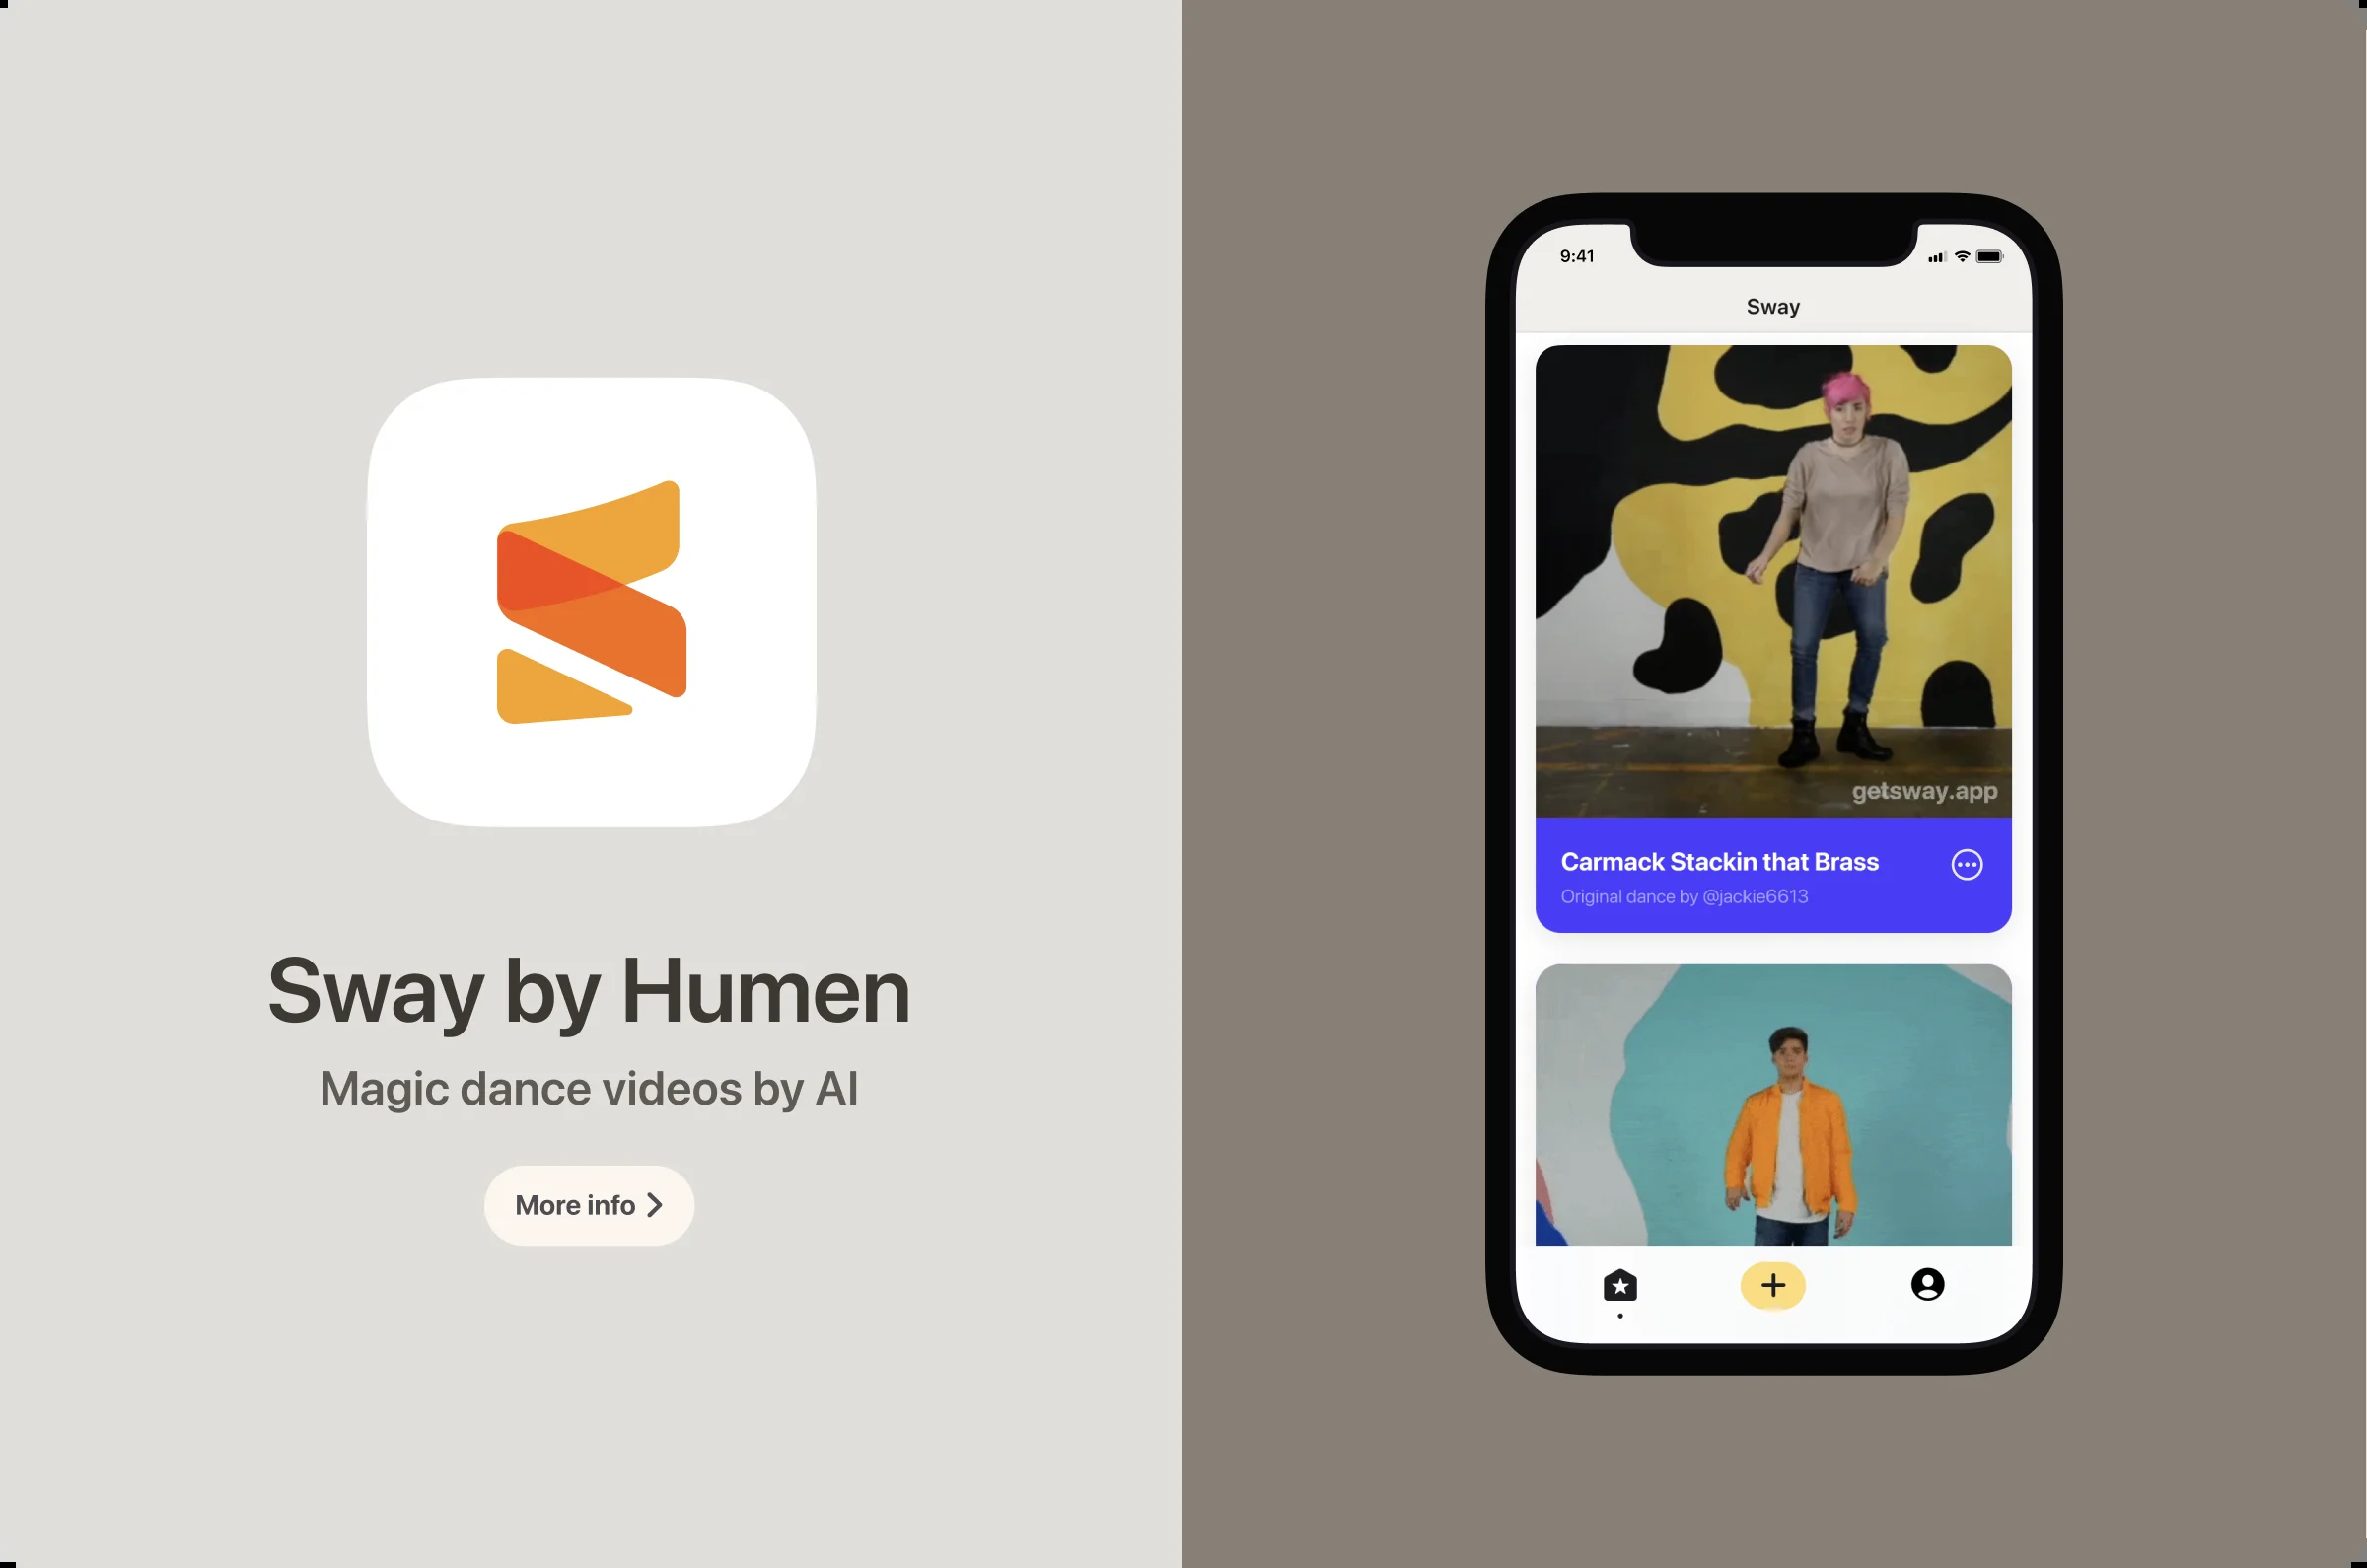 Sway by Humen
Magic dance videos by AI
More info
9:41
Sway
getsway.app
Carmack Stackin that Brass
Original dance by @jackie6613